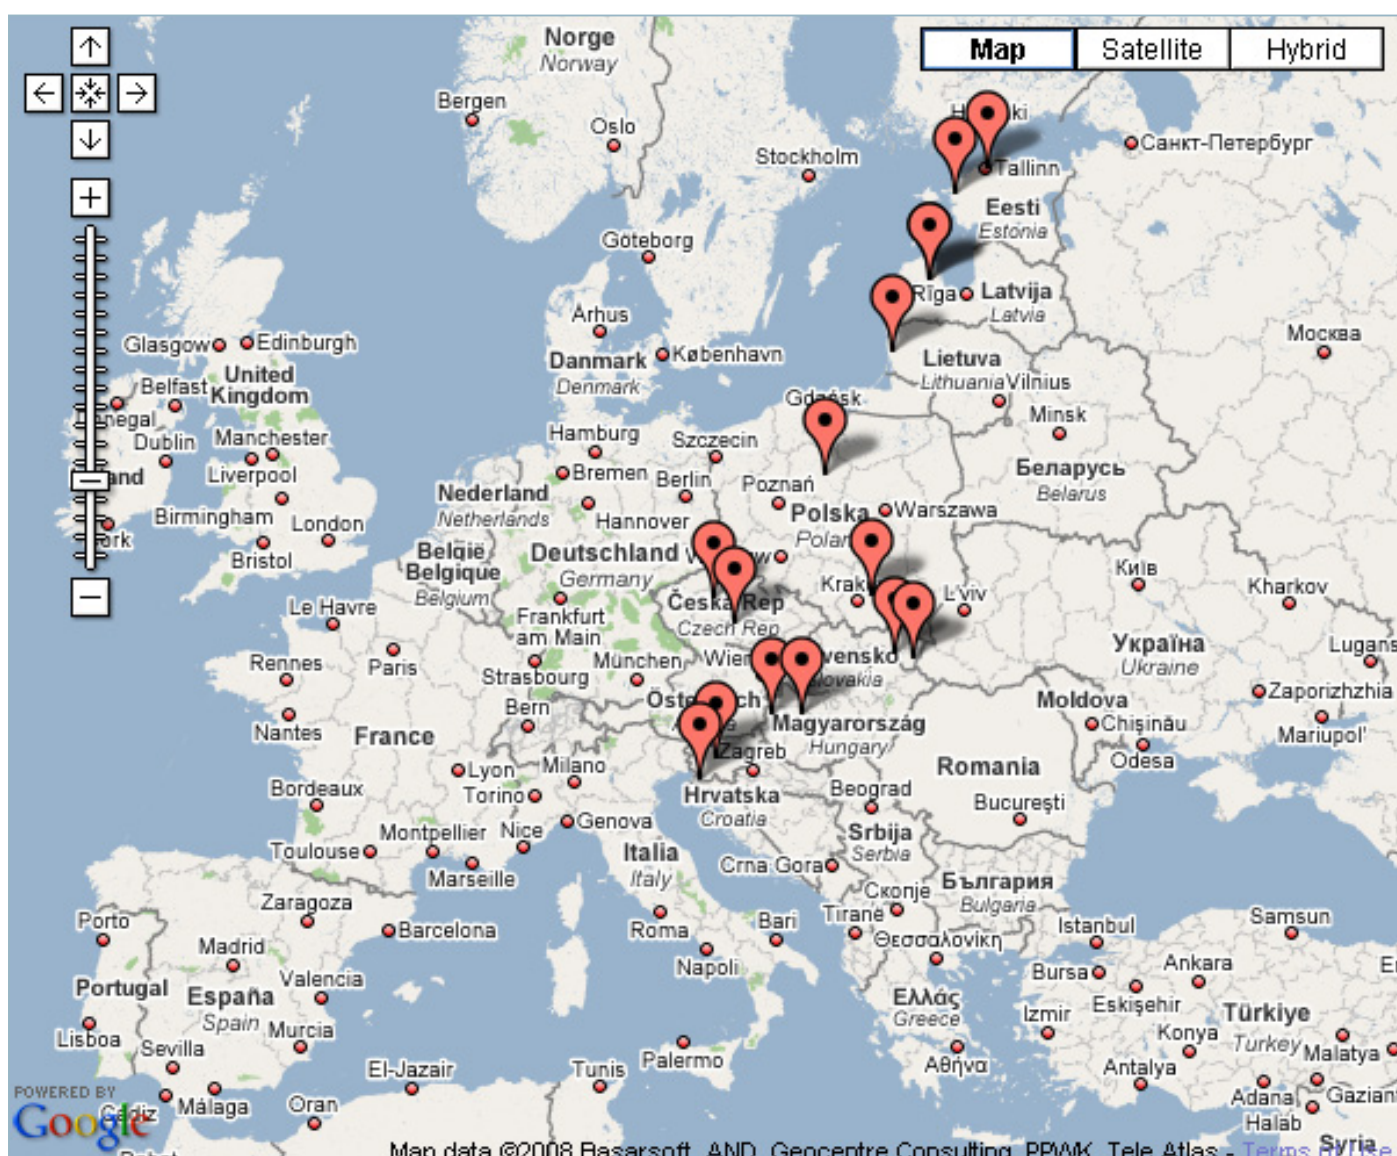 Norge
Norway
Map
Satellite
Hybrid
Bergen
Oslo
Stockholm
Tallinn
Санкт-Петербург
Eesti
Estonia
Göteborg
Rīga
Latvija
Latvia
Århus
Glasgow
Edinburgh
Danmark
Denmark
København
Lietuva
Lithuania
Vilnius
Москва
Belfast
United
Kingdom
Minsk
Dublin
Manchester
Hamburg
Szczecin
Liverpool
Bremen
Berlin
Poznań
Беларусь
Belarus
Nederland
Netherlands
Birmingham
London
Hannover
Polska
Warszawa
Bristol
België
Belgique
Belgium
Deutschland
Germany
Київ
Kharkov
Le Havre
Frankfurt
am Main
Česká Rep
Czech Rep
L'viv
Україна
Ukraine
Rennes
Paris
Strasbourg
München
Zaporizhzhia
Nantes
Bern
Magyarország
Hungary
Moldova
Chişinău
Mariupol'
Odesa
France
Lyon
Milano
Torino
Zagreb
Romania
Bordeaux
Hrvatska
Croatia
Beograd
Bucureşti
Montpellier
Nice
Genova
Srbija
Serbia
Toulouse
Marseille
Italia
Italy
Crna Gora
България
Bulgaria
Скопје
Zaragoza
Porto
Barcelona
Roma
Bari
Tiranë
Θεσσαλονίκη
Istanbul
Samsun
Madrid
Napoli
Bursa
Ankara
Valencia
Portugal
España
Spain
Ελλάς
Greece
Eskişehir
Izmir
Türkiye
Turkey
Lisboa
Murcia
Sevilla
Konya
Malatya
El-Jazair
Tunis
Palermo
Αθήνα
Antalya
POWERED BY
Google
Málaga
Oran
Adana
Halab
Map data ©2008 Basarsoft, AND, Geocentre Consulting, PPWK, Tele Atlas - Terms of Use
Syria